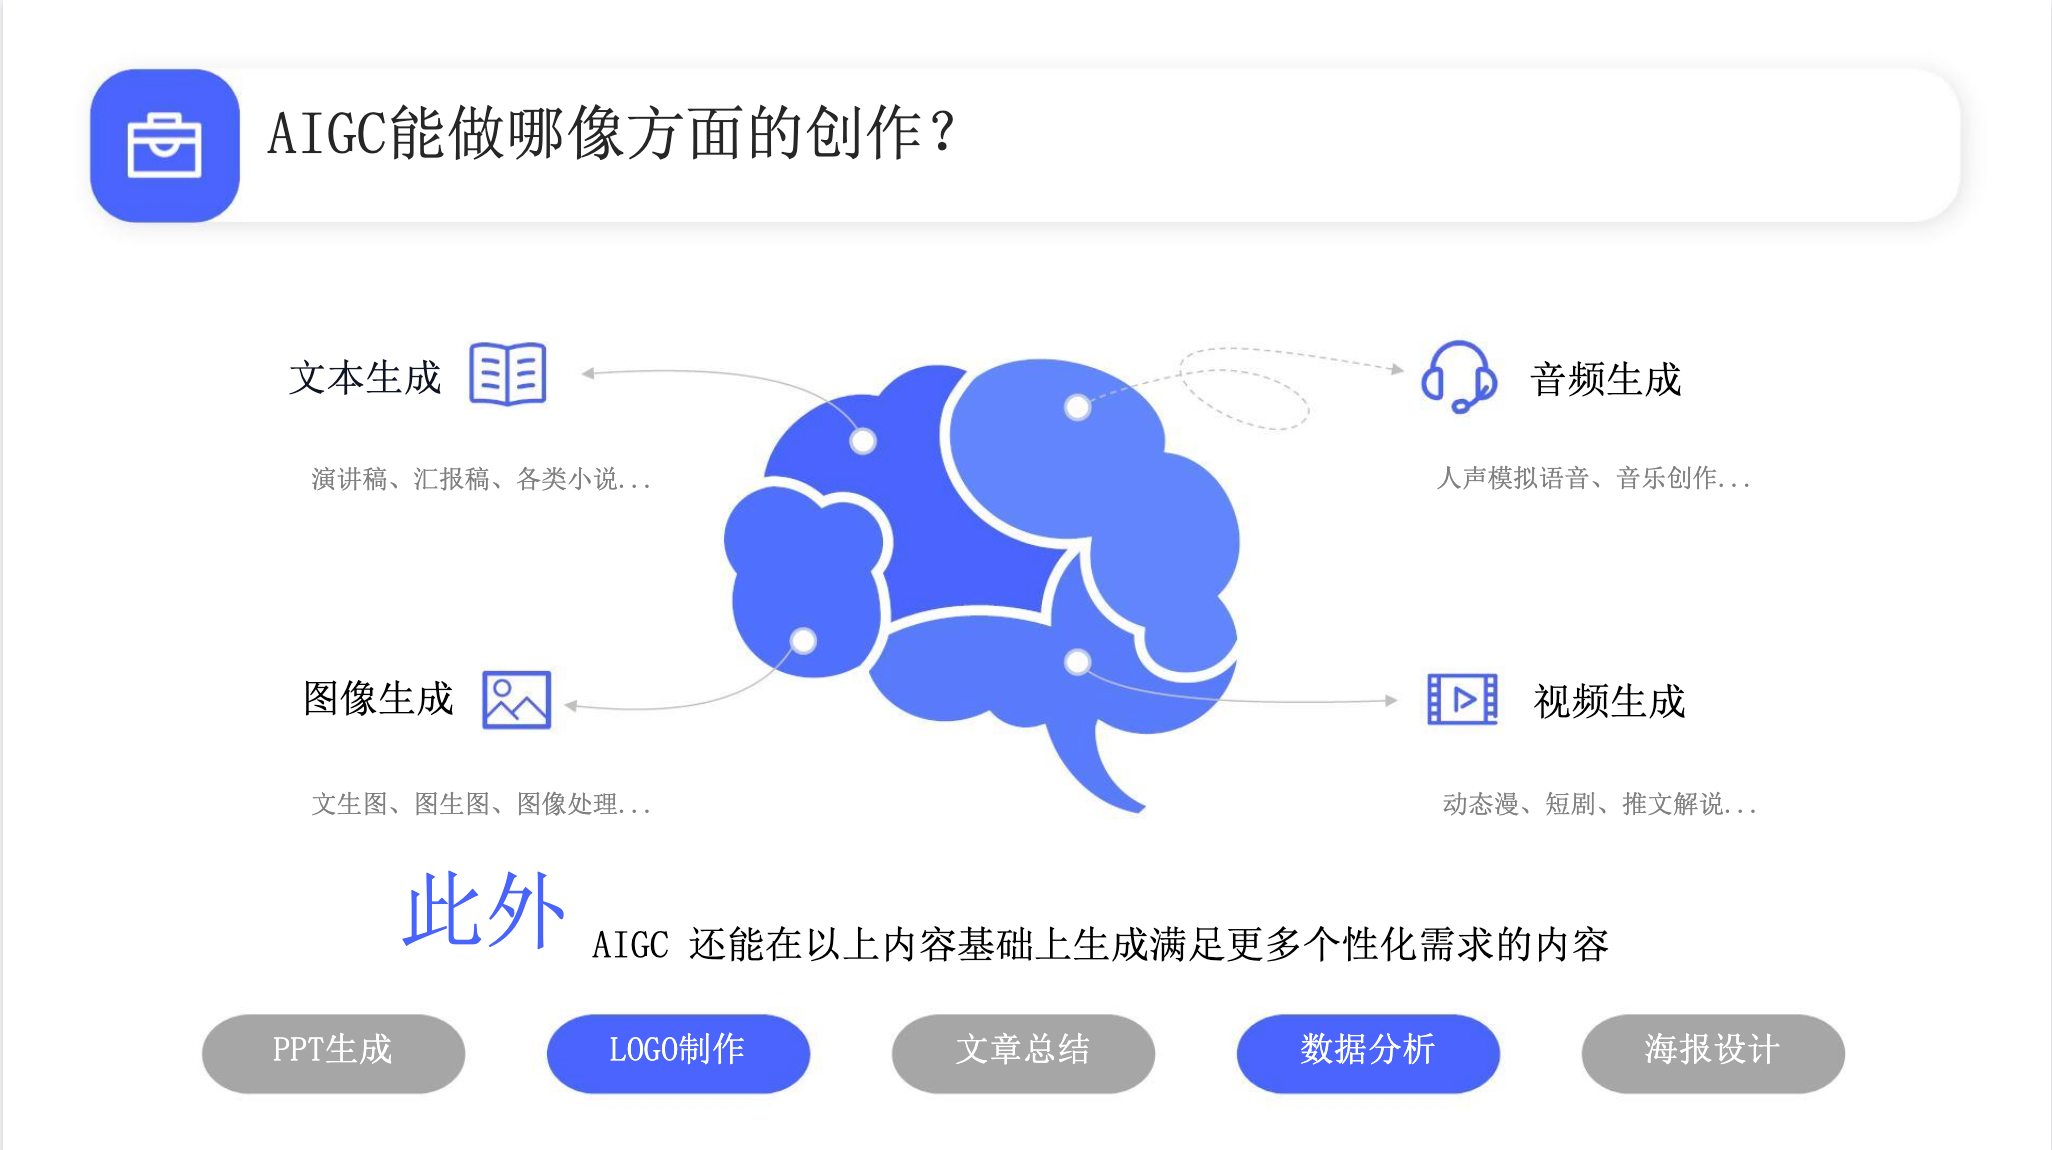 AIGC能做哪像方面的创作？
文本生成
音频生成
演讲稿、汇报稿、各类小说...
人声模拟语音、音乐创作...
图像生成
视频生成
文生图、图生图、图像处理...
动态漫、短剧、推文解说...
此外 AIGC 还能在以上内容基础上生成满足更多个性化需求的内容
PPT生成
LOGO制作
文章总结
数据分析
海报设计